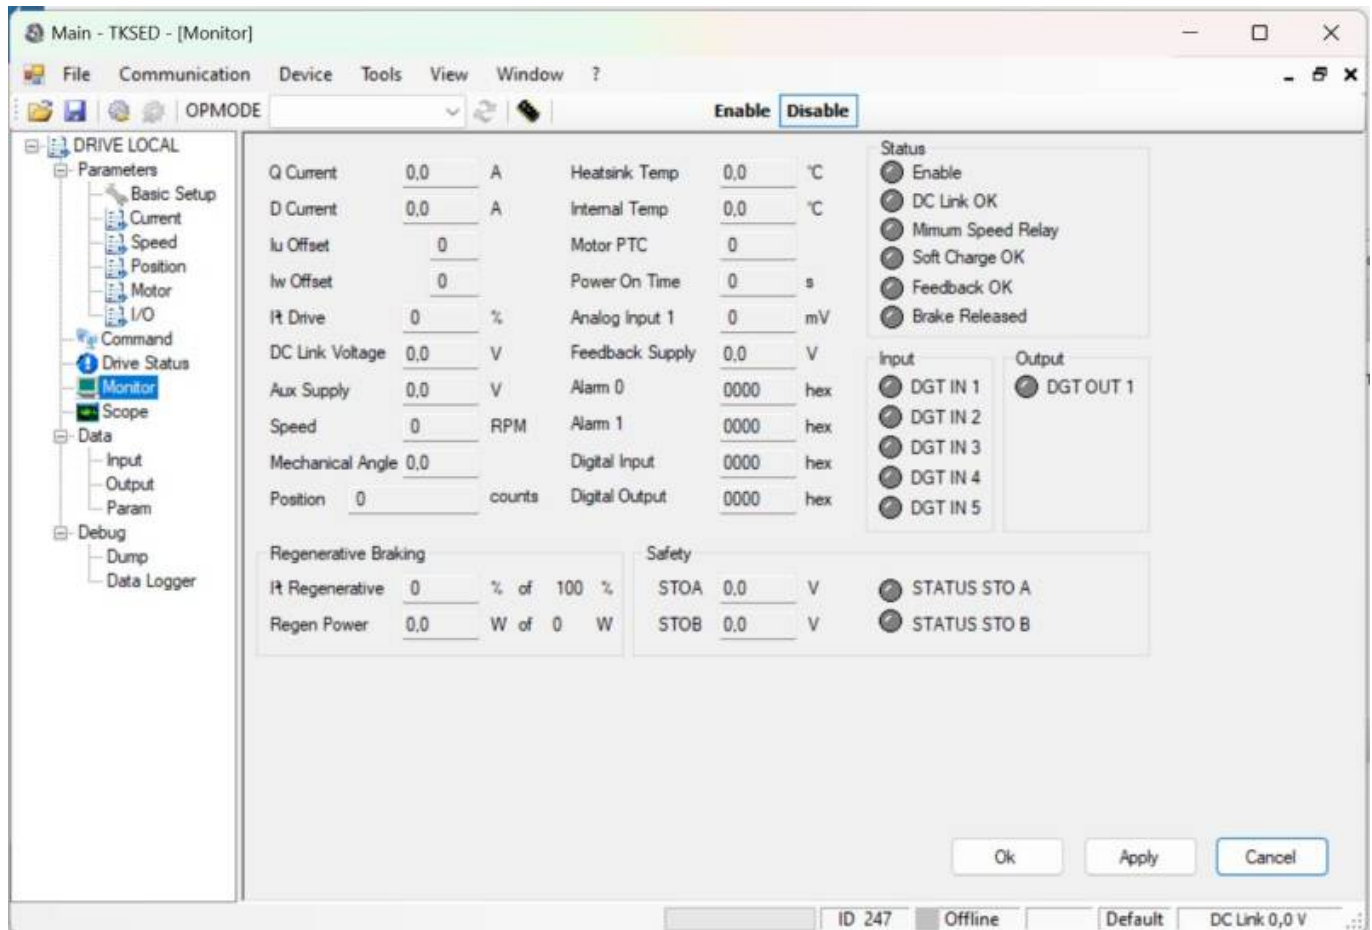 Main - TKSED - [Monitor]
File Communication Device Tools View Window ?
OPMODE Enable Disable
DRIVE LOCAL
Parameters
Basic Setup
Current
Speed
Position
Motor
I/O
Command
Drive Status
Monitor
Scope
Data
Input
Output
Param
Debug
Dump
Data Logger
Q Current 0,0 A
D Current 0,0 A
Iu Offset 0
Iw Offset 0
I²t Drive 0 %
DC Link Voltage 0,0 V
Aux Supply 0,0 V
Speed 0 RPM
Mechanical Angle 0,0
Position 0 counts
Heatsink Temp 0,0 °C
Internal Temp 0,0 °C
Motor PTC 0
Power On Time 0 s
Analog Input 1 0 mV
Feedback Supply 0,0 V
Alarm 0 0000 hex
Alarm 1 0000 hex
Digital Input 0000 hex
Digital Output 0000 hex
Status
Enable
DC Link OK
Mimum Speed Relay
Soft Charge OK
Feedback OK
Brake Released
Input
DGT IN 1
DGT IN 2
DGT IN 3
DGT IN 4
DGT IN 5
Output
DGT OUT 1
Regenerative Braking
I²t Regenerative 0 % of 100 %
Regen Power 0,0 W of 0 W
Safety
STOA 0,0 V STATUS STO A
STOB 0,0 V STATUS STO B
Ok Apply Cancel
ID 247 Offline Default DC Link 0,0 V